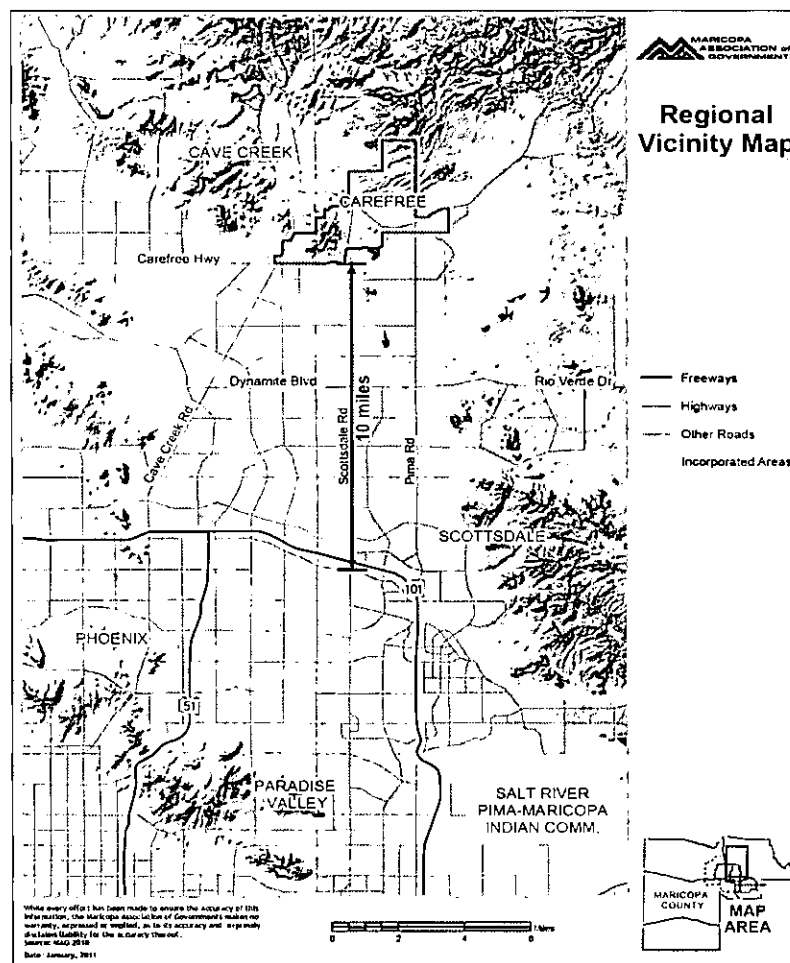 MARICOPA
ASSOCIATION of
GOVERNMENTS
Regional
Vicinity Map
CAVE CREEK
CAREFREE
Carefree Hwy
Dynamite Blvd
Rio Verde Dr
Cave Creek Rd
Scottsdale Rd
10 miles
Pima Rd
Freeways
Highways
Other Roads
Incorporated Areas
SCOTTSDALE
101
PHOENIX
51
PARADISE
VALLEY
SALT RIVER
PIMA-MARICOPA
INDIAN COMM.
MARICOPA
COUNTY
MAP
AREA
While every effort has been made to ensure the accuracy of this
information, the Maricopa Association of Governments makes no
warranty, expressed or implied, as to its accuracy and expressly
disclaims liability for the accuracy thereof.
Source: MAG 2010
Date: January, 2011
0 2 4 6
Miles